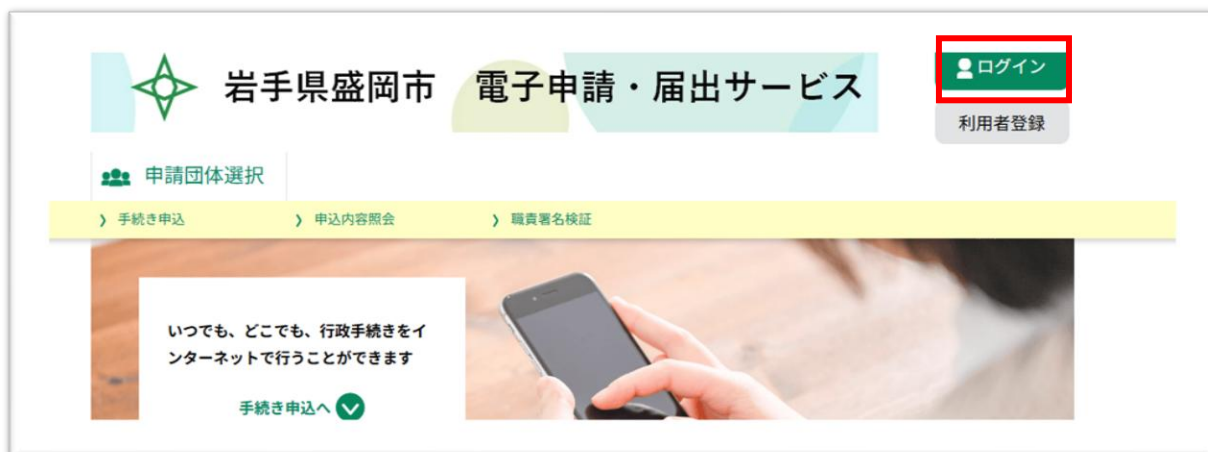 岩手県盛岡市　電子申請・届出サービス
ログイン
利用者登録
申請団体選択
手続き申込
申込内容照会
職責署名検証
いつでも、どこでも、行政手続きをイ
ンターネットで行うことができます
手続き申込へ